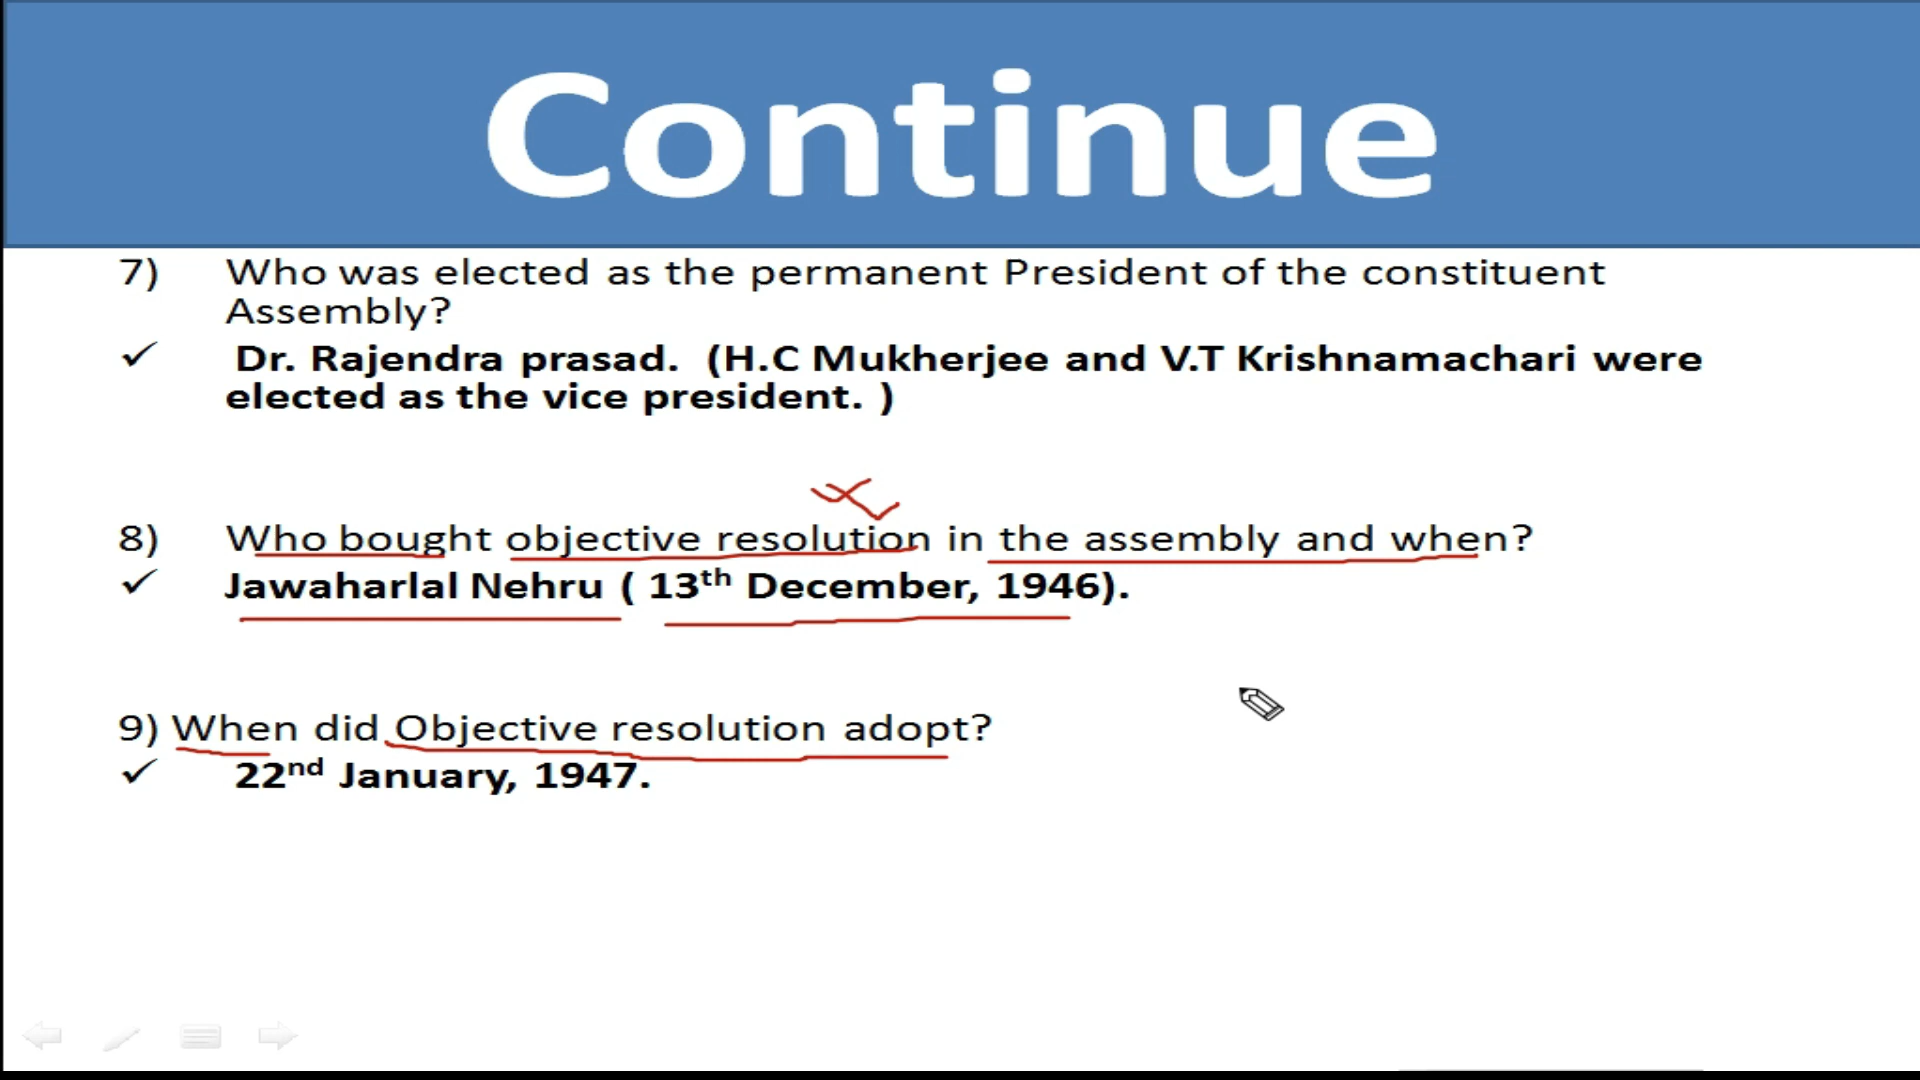 Continue
7) Who was elected as the permanent President of the constituent
Assembly?
✓ Dr. Rajendra prasad. (H.C Mukherjee and V.T Krishnamachari were
elected as the vice president. )
8) Who bought objective resolution in the assembly and when?
✓ Jawaharlal Nehru ( 13th December, 1946).
9) When did Objective resolution adopt?
✓ 22nd January, 1947.